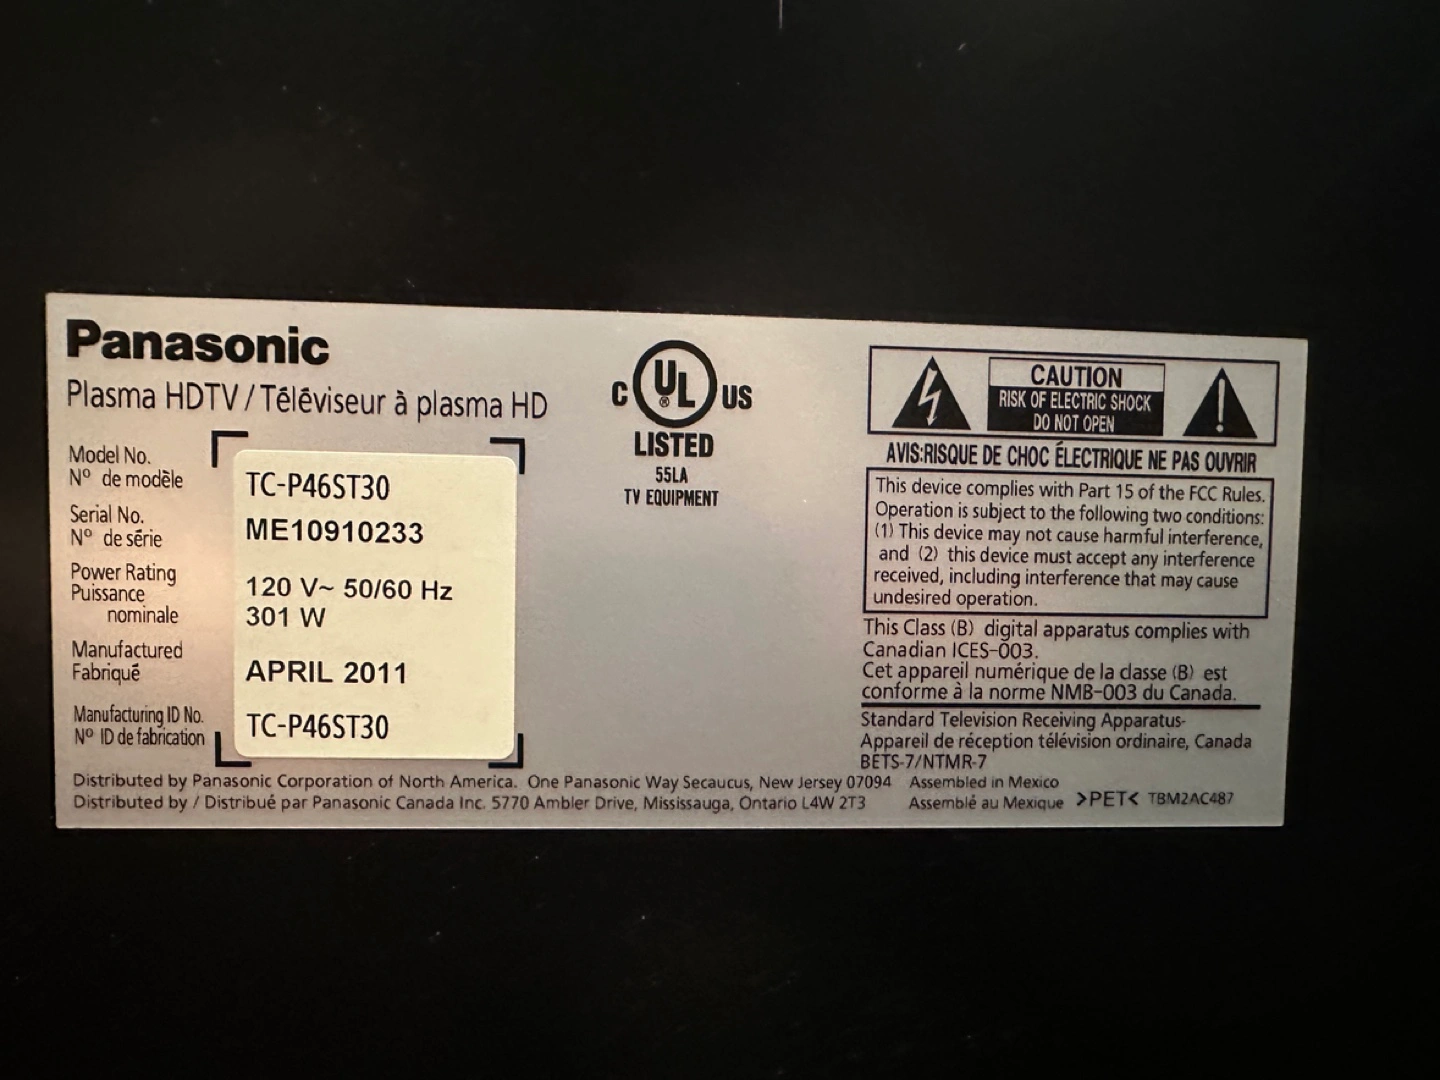 Panasonic
Plasma HDTV / Téléviseur à plasma HD
Model No.
Nº de modèle
TC-P46ST30
Serial No.
Nº de série
ME10910233
Power Rating
Puissance
nominale
120 V~ 50/60 Hz
301 W
Manufactured
Fabriqué
APRIL 2011
Manufacturing ID No.
Nº ID de fabrication
TC-P46ST30
C UL ® US
LISTED
55LA
TV EQUIPMENT
CAUTION
RISK OF ELECTRIC SHOCK
DO NOT OPEN
AVIS:RISQUE DE CHOC ÉLECTRIQUE NE PAS OUVRIR
This device complies with Part 15 of the FCC Rules.
Operation is subject to the following two conditions:
(1) This device may not cause harmful interference,
and (2) this device must accept any interference
received, including interference that may cause
undesired operation.
This Class (B) digital apparatus complies with
Canadian ICES-003.
Cet appareil numérique de la classe (B) est
conforme à la norme NMB-003 du Canada.
Standard Television Receiving Apparatus-
Appareil de réception télévision ordinaire, Canada
BETS-7/NTMR-7
Distributed by Panasonic Corporation of North America. One Panasonic Way Secaucus, New Jersey 07094 Assembled in Mexico
Distributed by / Distribué par Panasonic Canada Inc. 5770 Ambler Drive, Mississauga, Ontario L4W 2T3 Assemblé au Mexique >PET< TBM2AC487